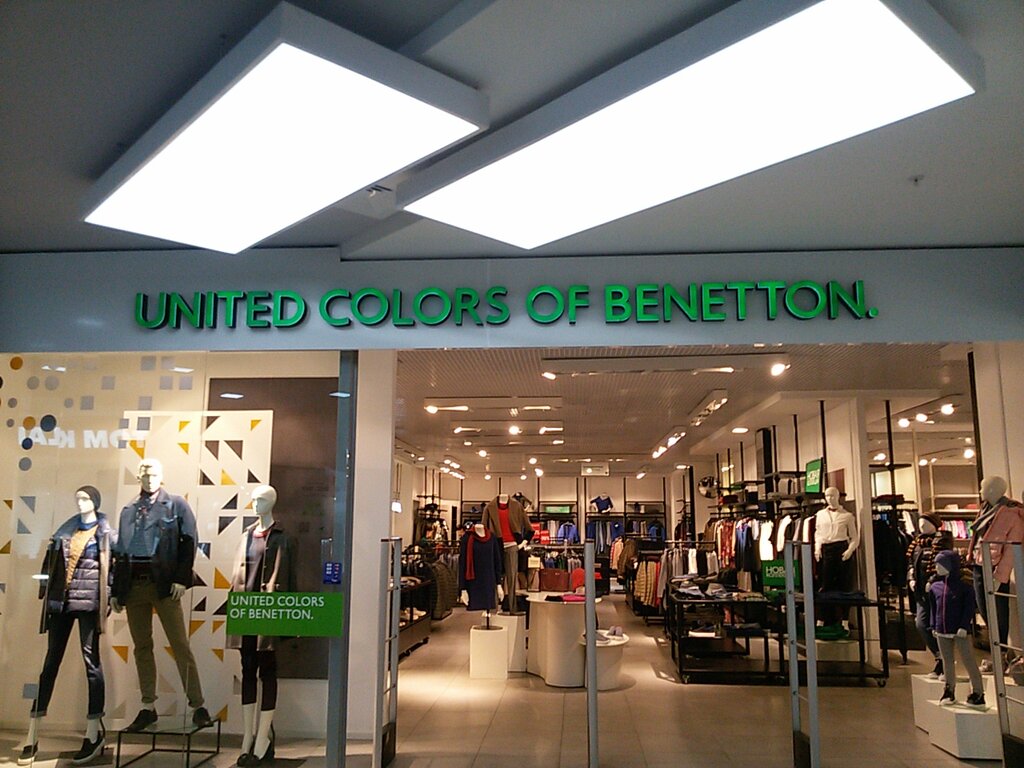 UNITED COLORS OF BENETTON.
UNITED COLORS
OF BENETTON.